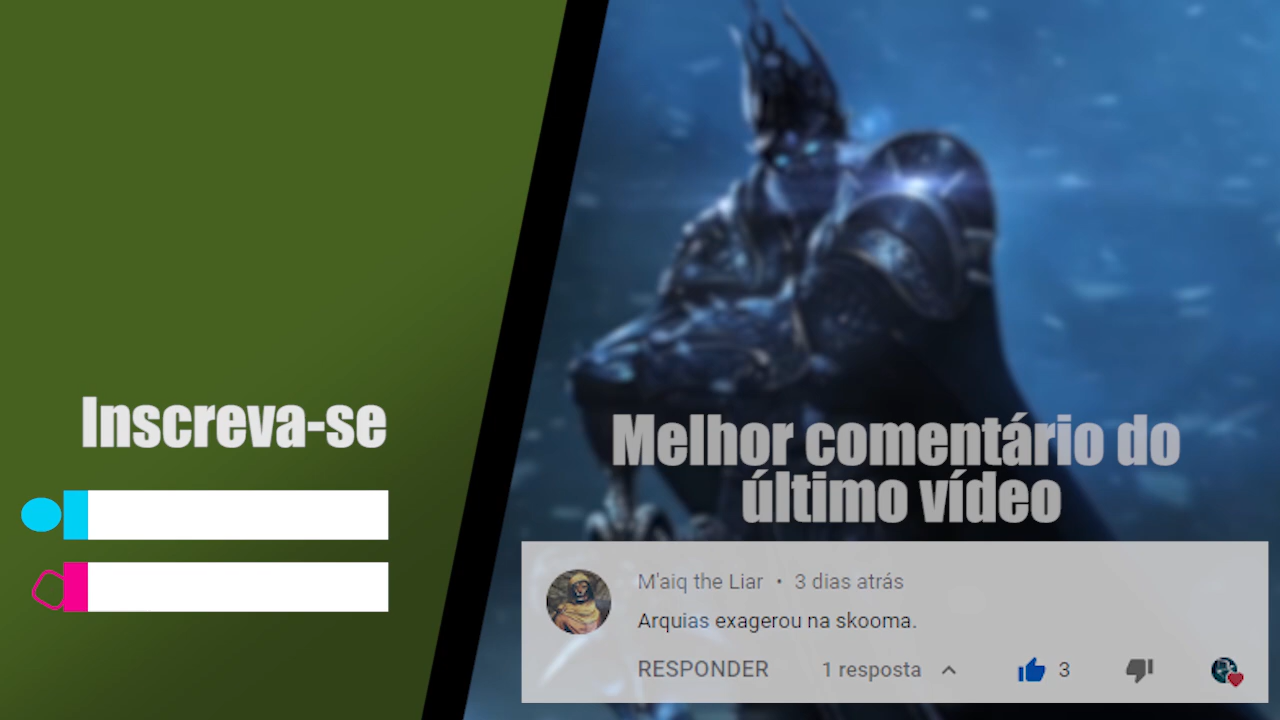 Inscreva-se
Melhor comentário do
último vídeo
M'aiq the Liar • 3 dias atrás
Arquias exagerou na skooma.
RESPONDER 1 resposta 3